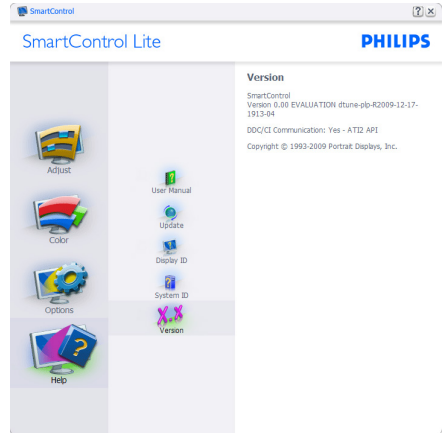 SmartControl
SmartControl Lite
PHILIPS
Adjust
Color
Options
Help
User Manual
Update
Display ID
System ID
X.X
Version
Version
SmartControl
Version 0.00 EVALUATION dtune-plp-R2009-12-17-
1913-04
DDC/CI Communication: Yes - ATI2 API
Copyright © 1993-2009 Portrait Displays, Inc.